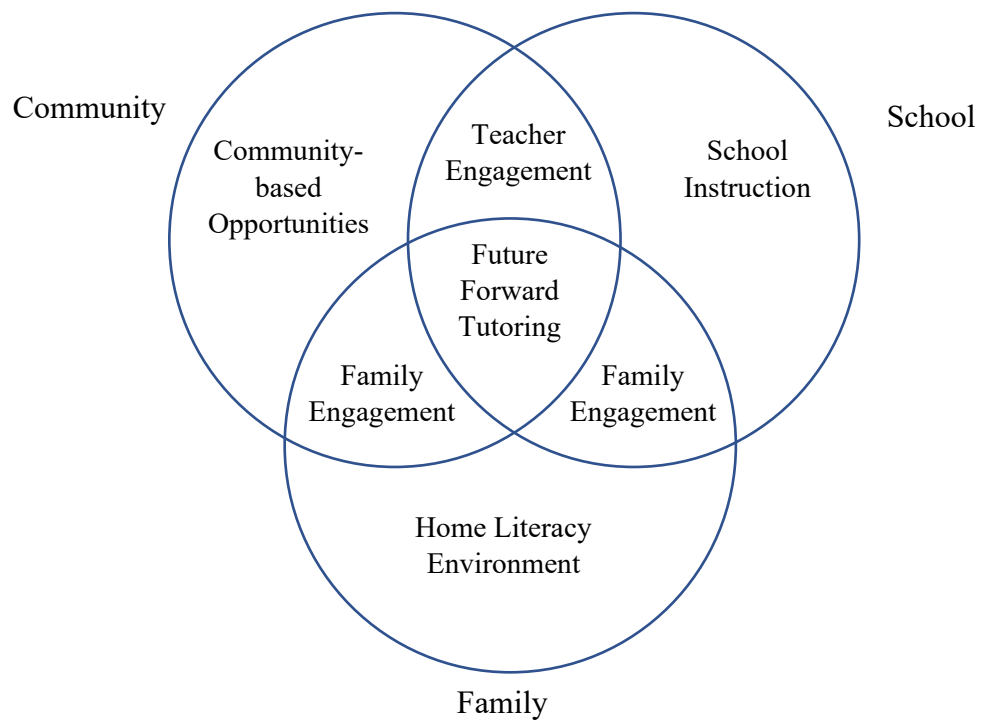 Community
School
Community-
based
Opportunities
Teacher
Engagement
School
Instruction
Future
Forward
Tutoring
Family
Engagement
Family
Engagement
Home Literacy
Environment
Family